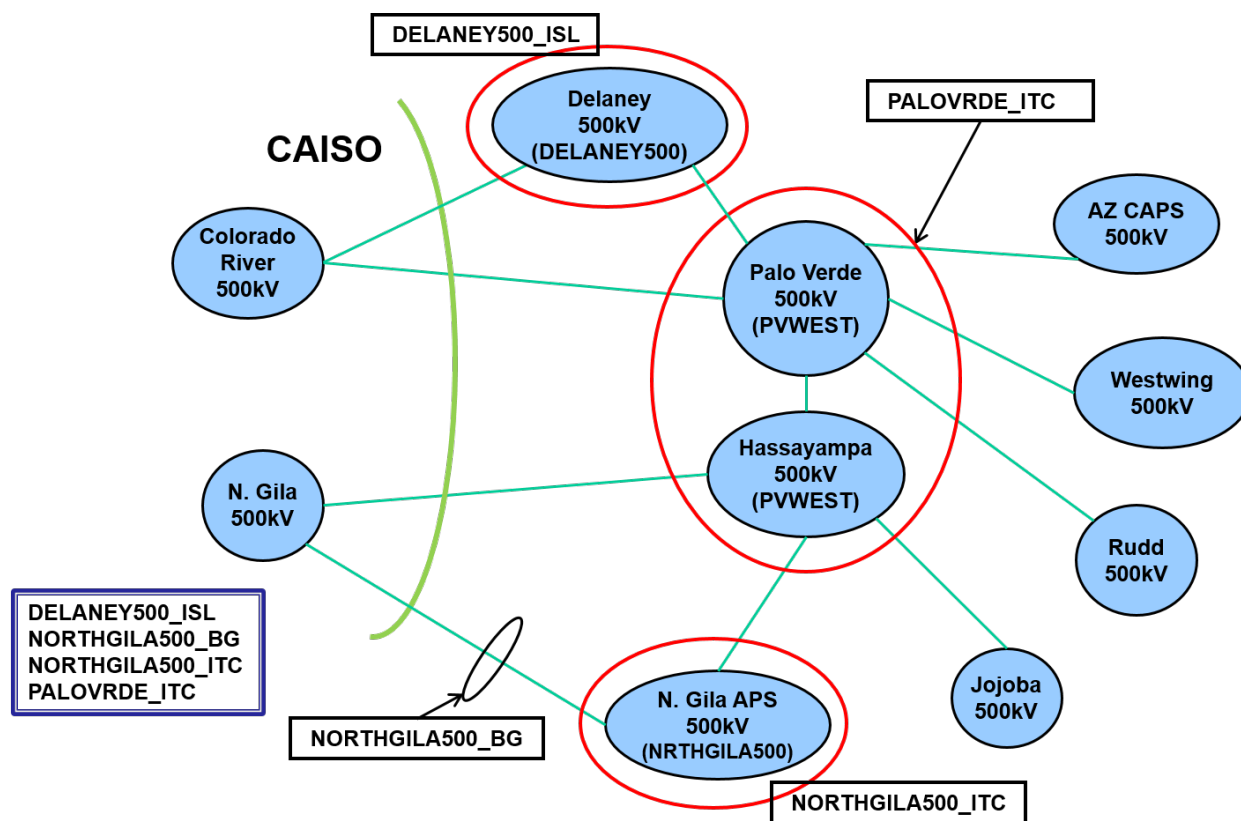 DELANEY500_ISL
Delaney
500kV
(DELANEY500)
PALOVRDE_ITC
CAISO
AZ CAPS
500kV
Colorado
River
500kV
Palo Verde
500kV
(PVWEST)
Westwing
500kV
Hassayampa
500kV
(PVWEST)
N. Gila
500kV
Rudd
500kV
DELANEY500_ISL
NORTHGILA500_BG
NORTHGILA500_ITC
PALOVRDE_ITC
N. Gila APS
500kV
(NRTHGILA500)
Jojoba
500kV
NORTHGILA500_BG
NORTHGILA500_ITC